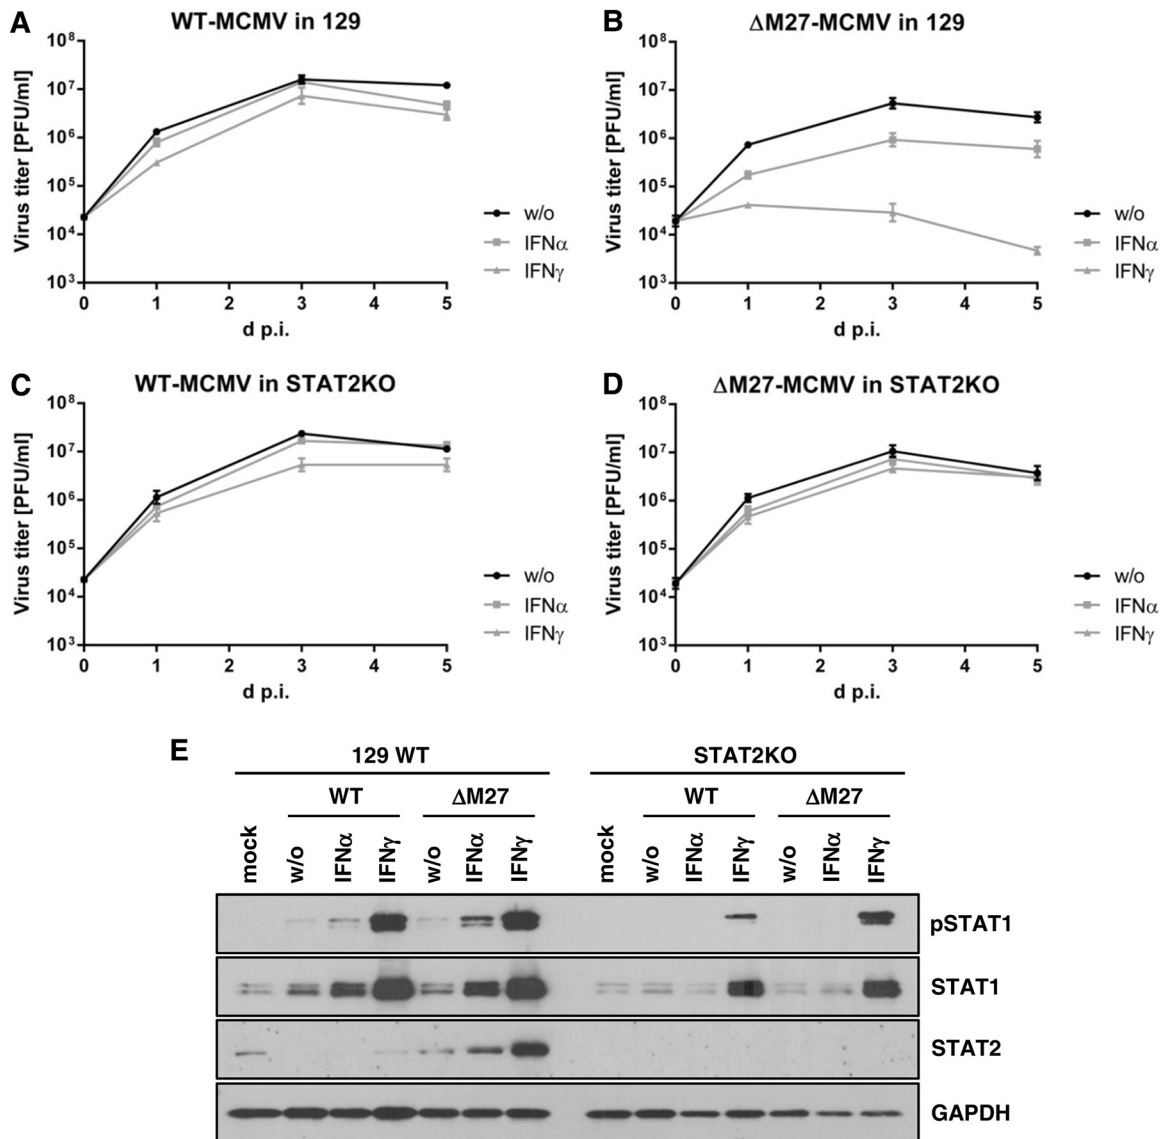 A
WT-MCMV in 129
Virus titer [PFU/ml]
10⁸
10⁷
10⁶
10⁵
10⁴
10³
0 1 2 3 4 5
d p.i.
w/o
IFNα
IFNγ
B
ΔM27-MCMV in 129
Virus titer [PFU/ml]
10⁸
10⁷
10⁶
10⁵
10⁴
10³
0 1 2 3 4 5
d p.i.
w/o
IFNα
IFNγ
C
WT-MCMV in STAT2KO
Virus titer [PFU/ml]
10⁸
10⁷
10⁶
10⁵
10⁴
10³
0 1 2 3 4 5
d p.i.
w/o
IFNα
IFNγ
D
ΔM27-MCMV in STAT2KO
Virus titer [PFU/ml]
10⁸
10⁷
10⁶
10⁵
10⁴
10³
0 1 2 3 4 5
d p.i.
w/o
IFNα
IFNγ
E
129 WT STAT2KO
WT ΔM27 WT ΔM27
mock w/o IFNα IFNγ w/o IFNα IFNγ mock w/o IFNα IFNγ w/o IFNα IFNγ
pSTAT1
STAT1
STAT2
GAPDH